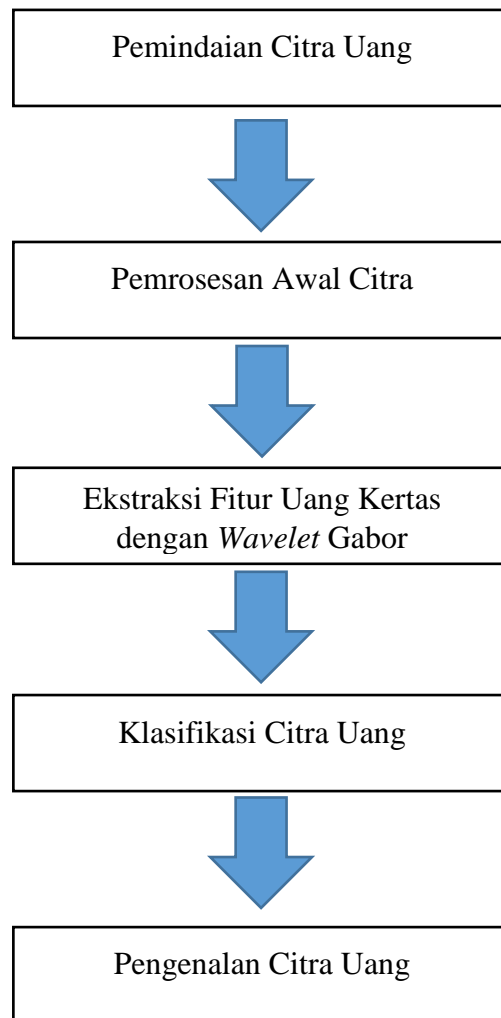 Pemindaian Citra Uang
Pemrosesan Awal Citra
Ekstraksi Fitur Uang Kertas
dengan Wavelet Gabor
Klasifikasi Citra Uang
Pengenalan Citra Uang